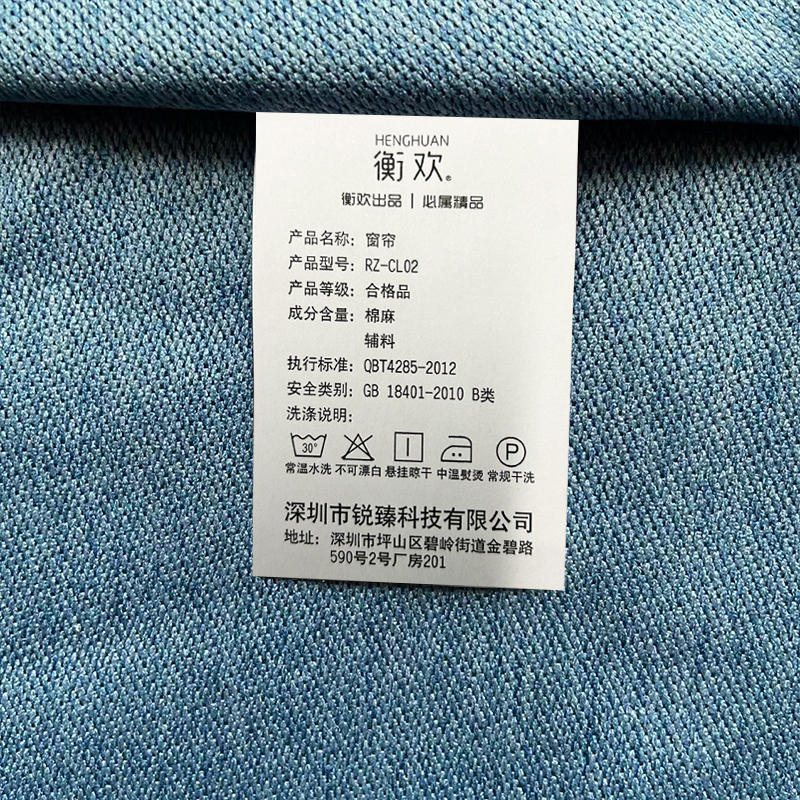 HENGHUAN
衡欢®
衡欢出品 | 必属精品
产品名称: 窗帘
产品型号: RZ-CL02
产品等级: 合格品
成分含量: 棉麻
辅料
执行标准: QBT4285-2012
安全类别: GB 18401-2010 B类
洗涤说明:
30° P
常温水洗 不可漂白 悬挂晾干 中温熨烫 常规干洗
深圳市锐臻科技有限公司
地址: 深圳市坪山区碧岭街道金碧路
590号2号厂房201